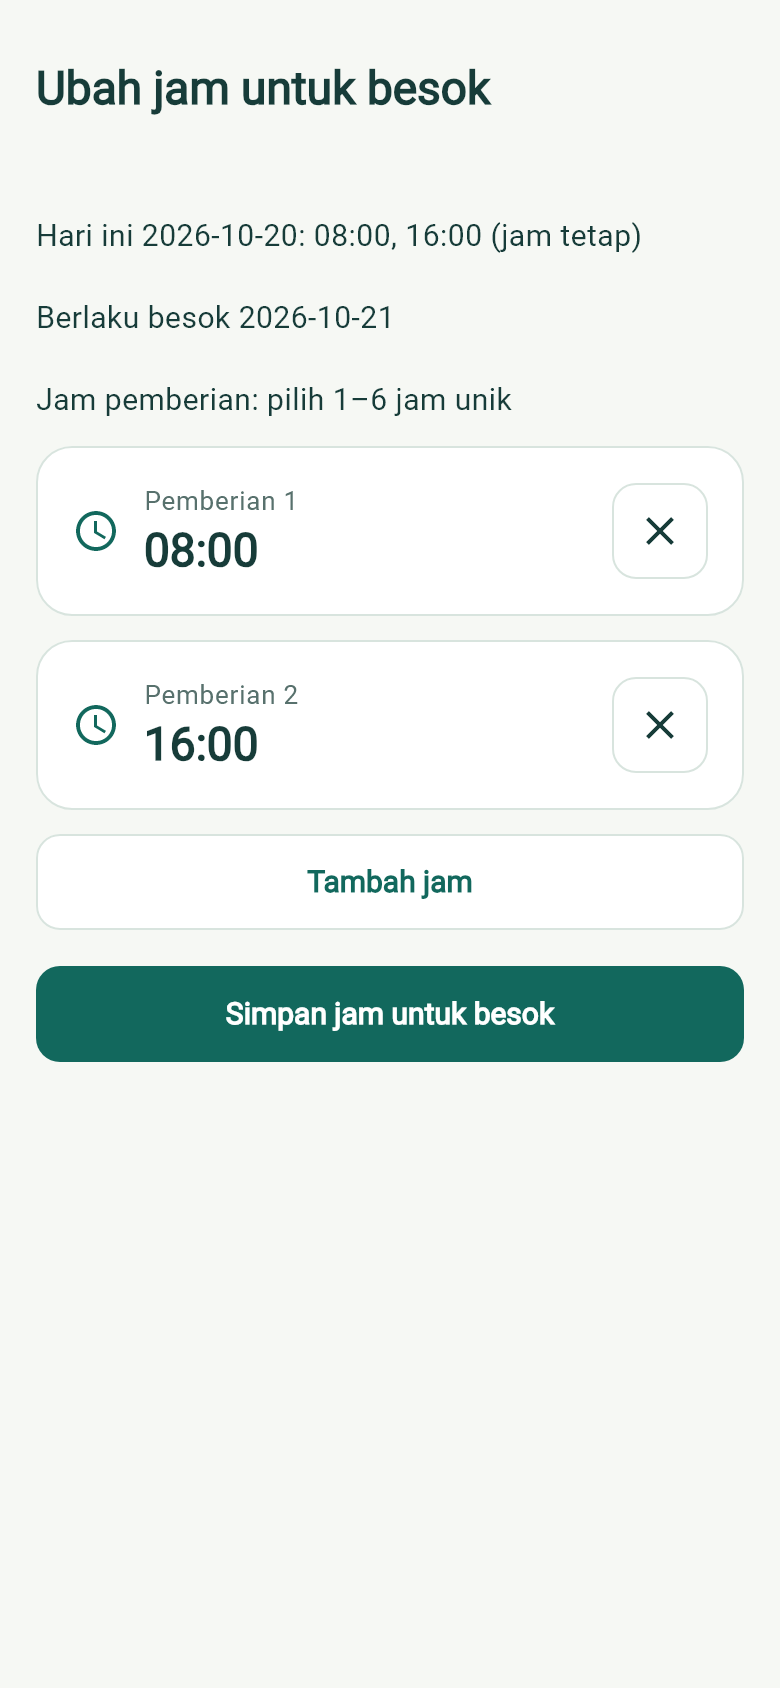 Ubah jam untuk besok
Hari ini 2026-10-20: 08:00, 16:00 (jam tetap)
Berlaku besok 2026-10-21
Jam pemberian: pilih 1–6 jam unik
Pemberian 1
08:00
Pemberian 2
16:00
Tambah jam
Simpan jam untuk besok